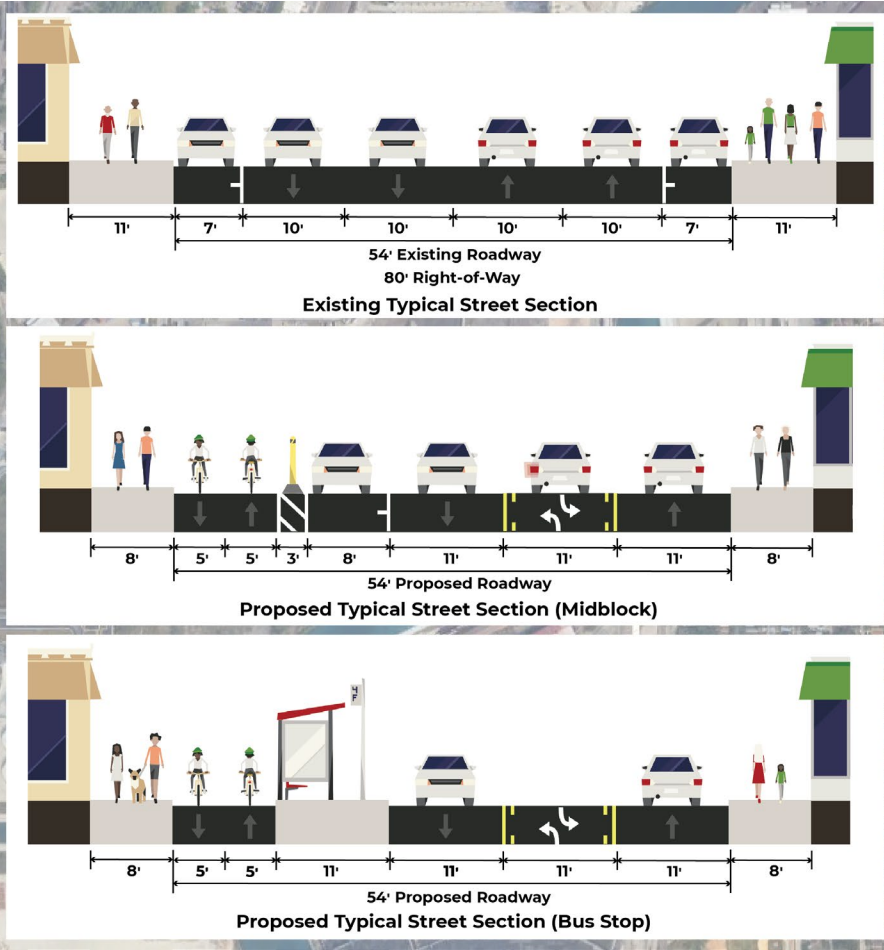 11' 7' 10' 10' 10' 10' 7' 11'
54' Existing Roadway
80' Right-of-Way
Existing Typical Street Section
8' 5' 5' 3' 8' 11' 11' 11' 8'
54' Proposed Roadway
Proposed Typical Street Section (Midblock)
4
F
8' 5' 5' 11' 11' 11' 11' 8'
54' Proposed Roadway
Proposed Typical Street Section (Bus Stop)